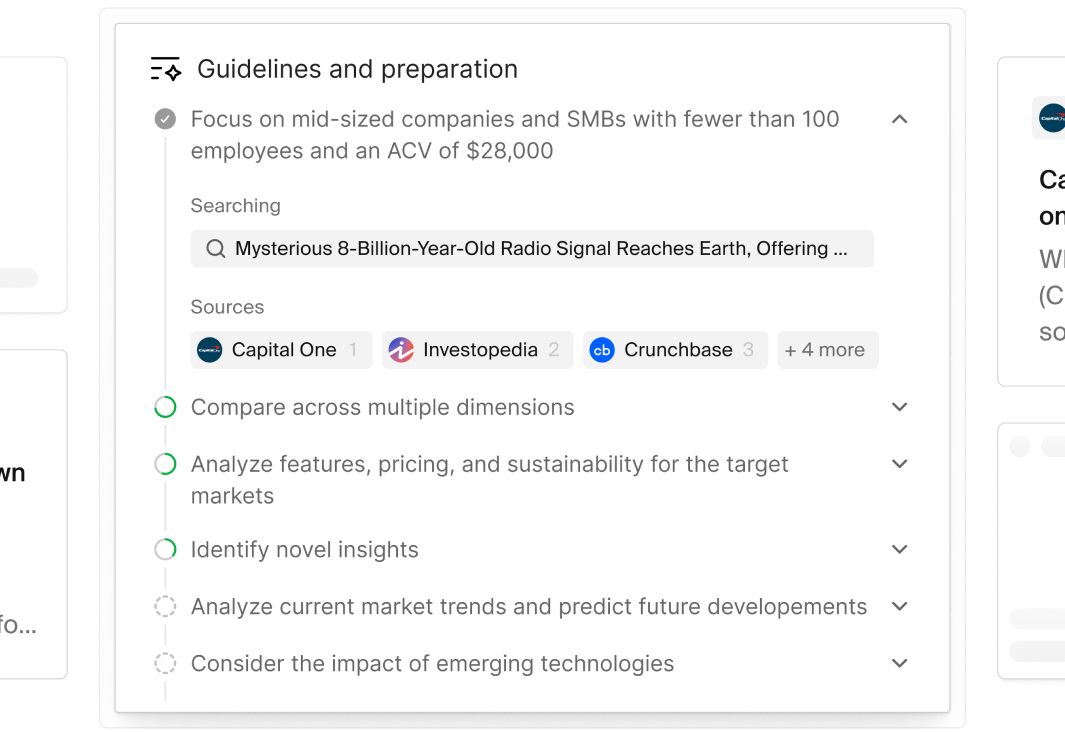 Guidelines and preparation
Focus on mid-sized companies and SMBs with fewer than 100
employees and an ACV of $28,000
Searching
Mysterious 8-Billion-Year-Old Radio Signal Reaches Earth, Offering ...
Sources
Capital One 1
Investopedia 2
cb Crunchbase 3
+ 4 more
Compare across multiple dimensions
Analyze features, pricing, and sustainability for the target
markets
Identify novel insights
Analyze current market trends and predict future developements
Consider the impact of emerging technologies
wn
fo...
Ca
on
(C
so